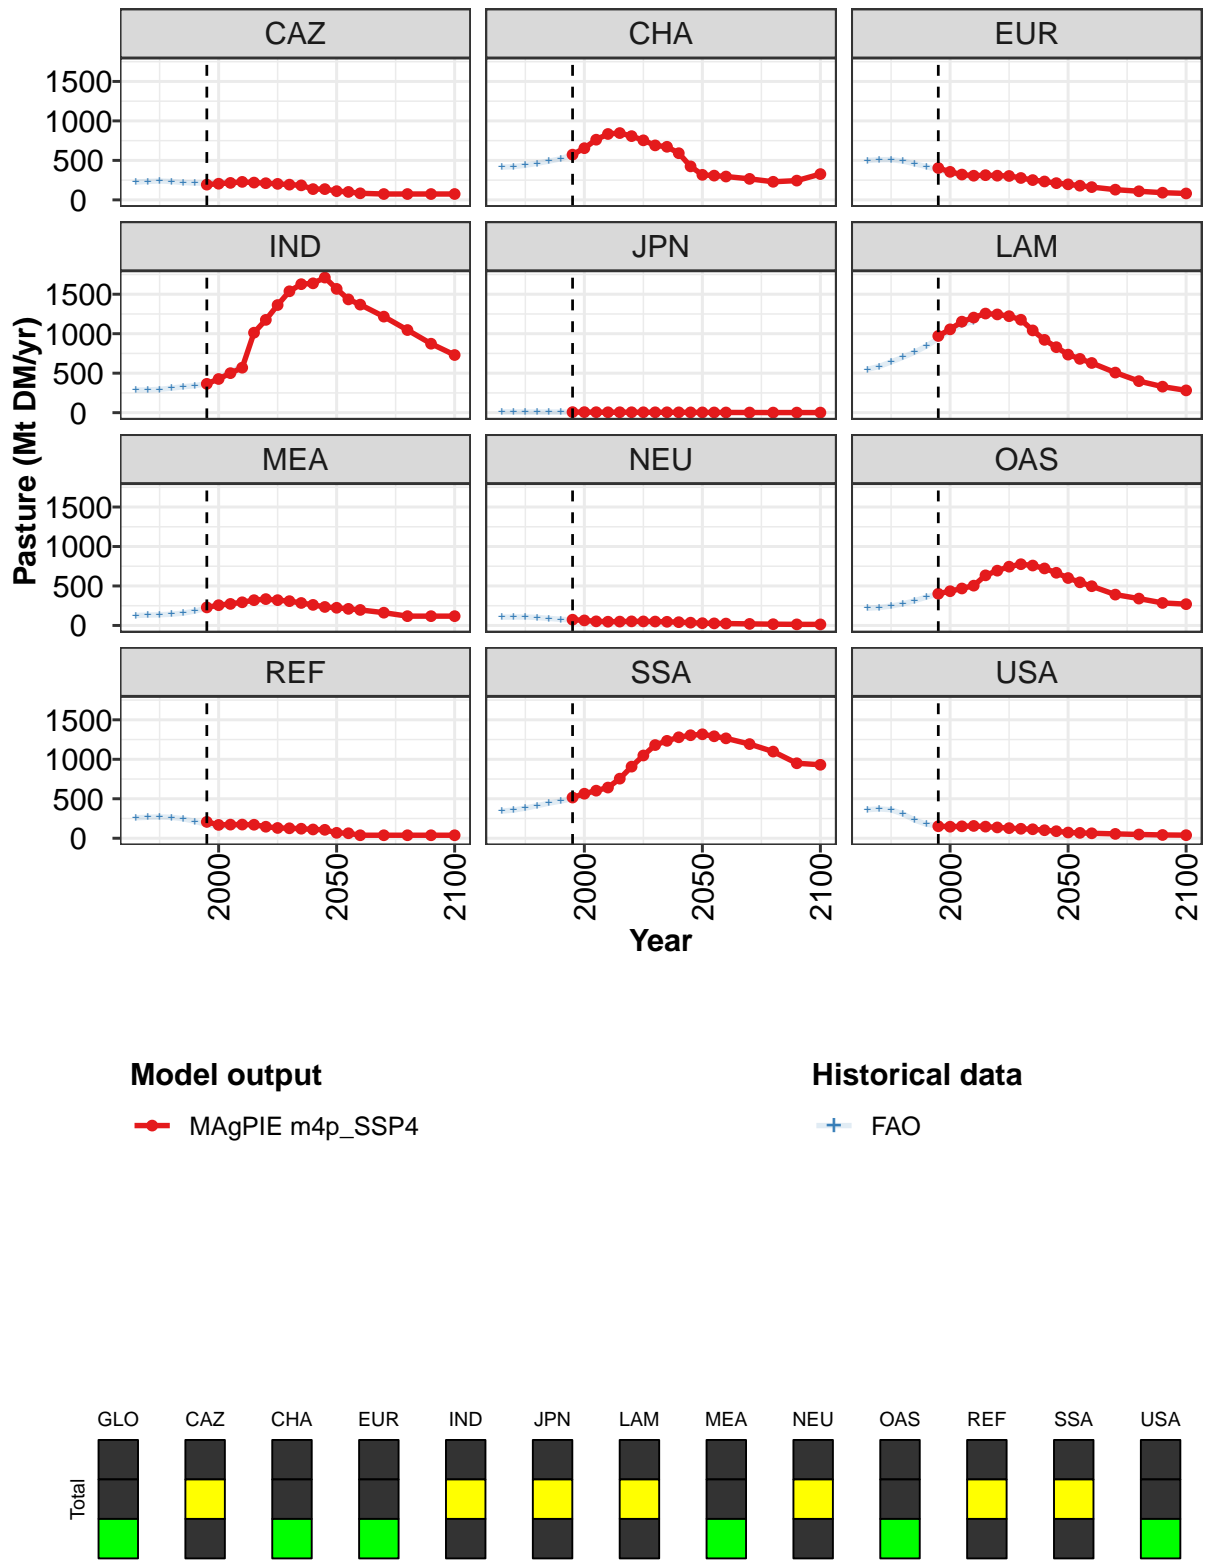 CAZ CHA EUR
1500
1000
500
0
IND JPN LAM
1500
1000
500
0
MEA NEU OAS
1500
1000
500
0
REF SSA USA
1500
1000
500
0
2000 2050 2100 2000 2050 2100 2000 2050 2100
Year
Pasture (Mt DM/yr)
Model output Historical data
MAgPIE m4p_SSP4 FAO
GLO CAZ CHA EUR IND JPN LAM MEA NEU OAS REF SSA USA
Total